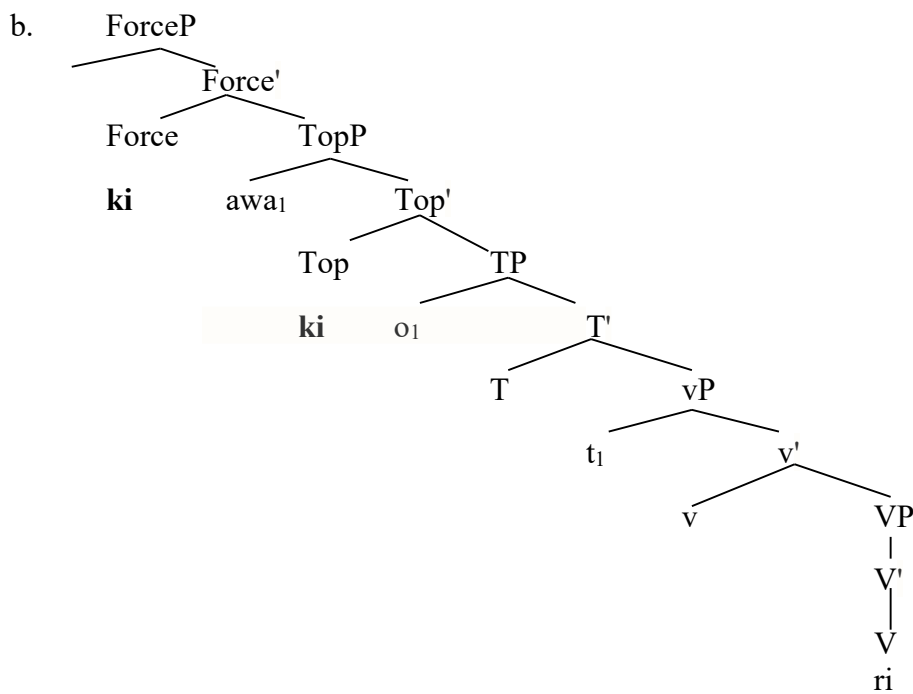 b. ForceP
Force'
Force TopP
ki awa₁ Top'
Top TP
ki o₁ T'
T vP
t₁ v'
v VP
V'
V
ri